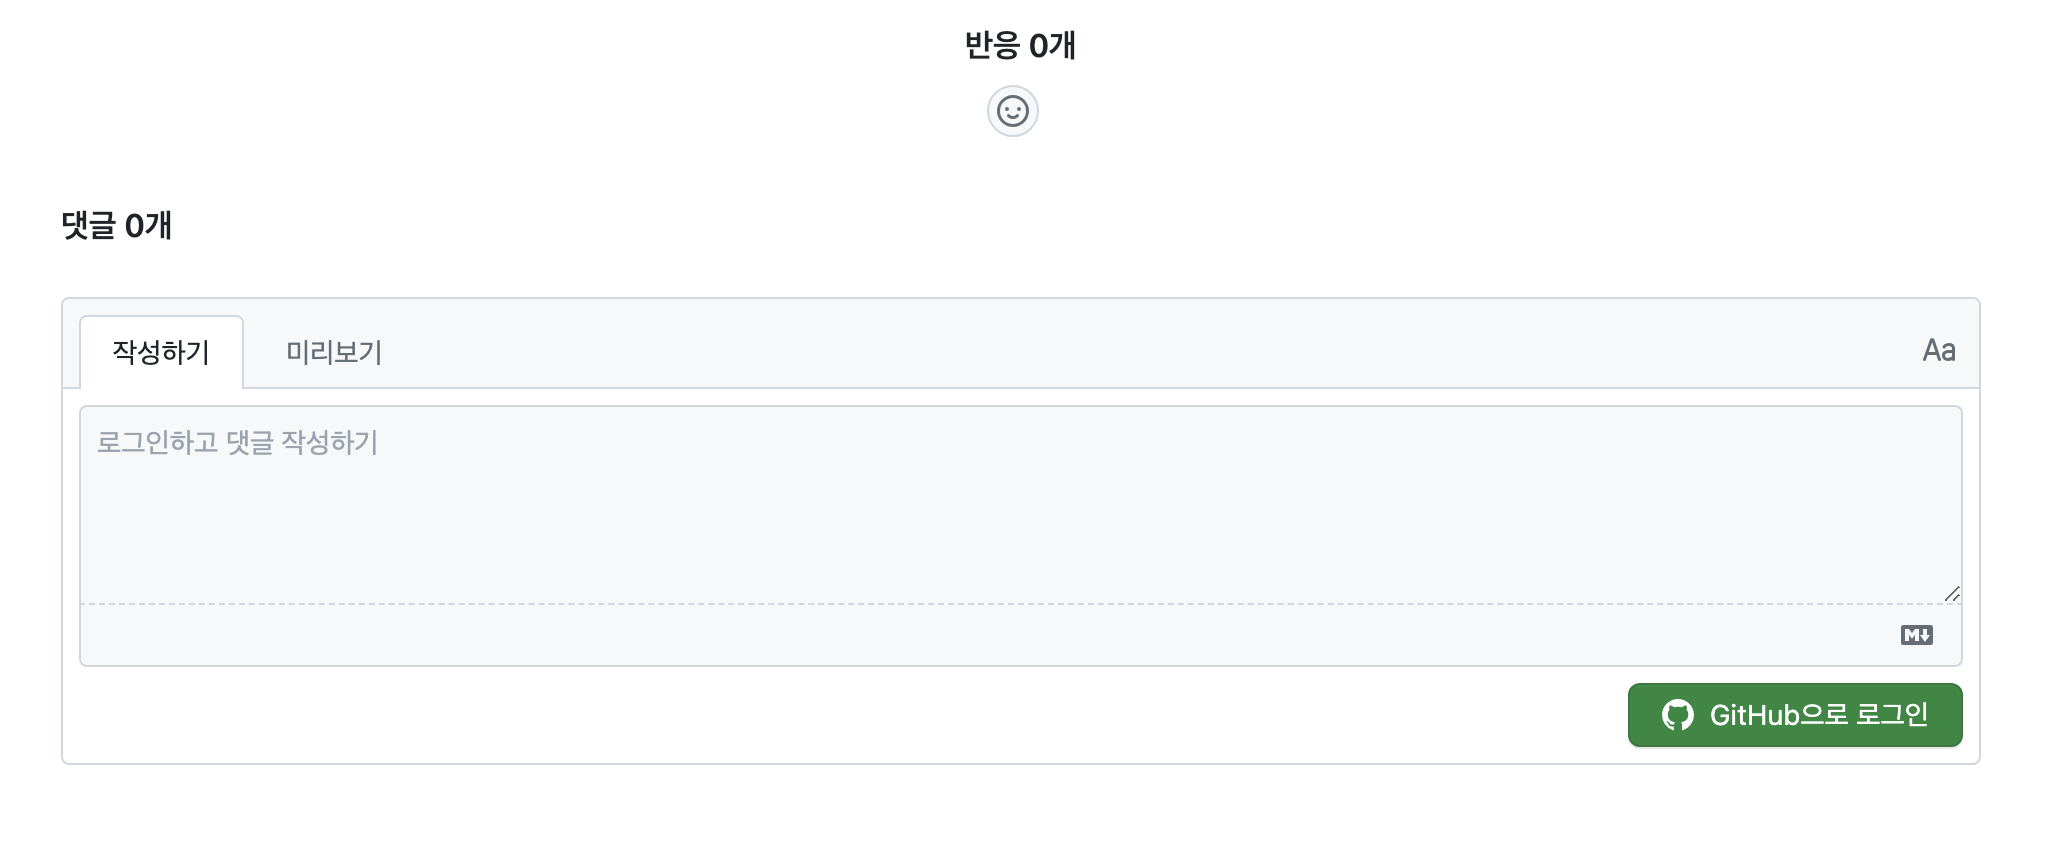 반응 0개
댓글 0개
작성하기 미리보기 Aa
로그인하고 댓글 작성하기
M
GitHub으로 로그인